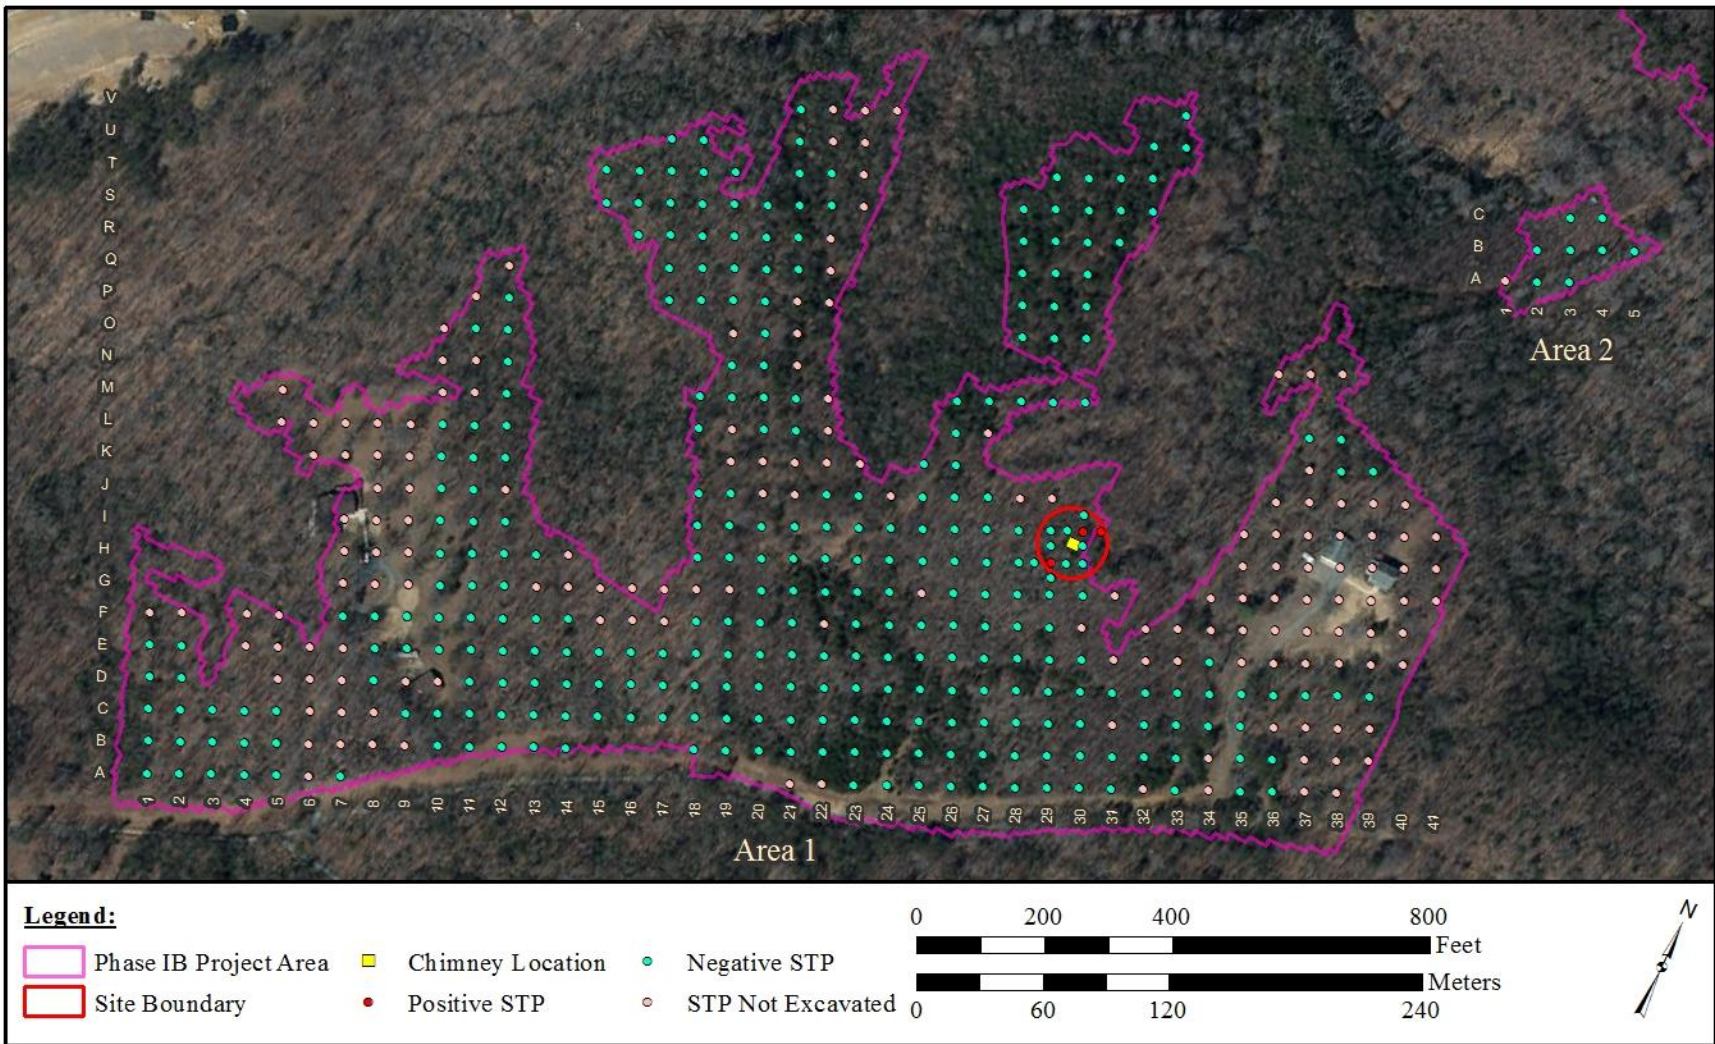 V
U
T
S
R
Q
P
O
N
M
L
K
J
I
H
G
F
E
D
C
B
A
1 2 3 4 5 6 7 8 9 10 11 12 13 14 15 16 17 18 19 20 21 22 23 24 25 26 27 28 29 30 31 32 33 34 35 36 37 38 39 40 41
Area 1
C
B
A
1 2 3 4 5
Area 2
Legend:
Phase IB Project Area
Chimney Location
Negative STP
Site Boundary
Positive STP
STP Not Excavated
0 200 400 800
Feet
Meters
0 60 120 240
N